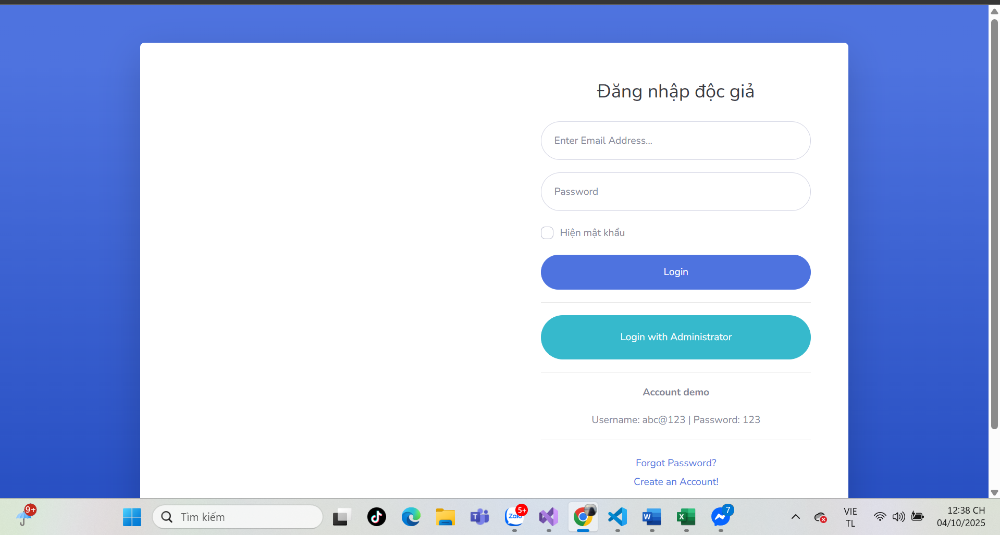 Đăng nhập độc giả
Enter Email Address...
Password
Hiện mật khẩu
Login
Login with Administrator
Account demo
Username: abc@123 | Password: 123
Forgot Password?
Create an Account!
9+
Tìm kiếm
T
Zalo
5+
W
X
7
VIE
TL
12:38 CH
04/10/2025